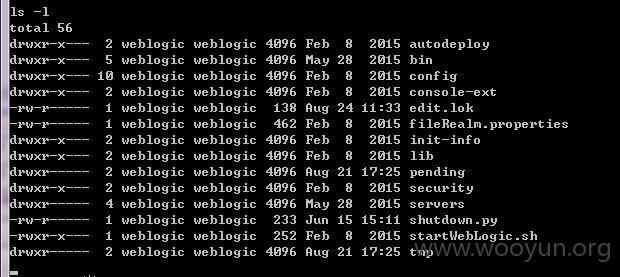 ls -l
total 56
drwxr-x--- 2 weblogic weblogic 4096 Feb 8 2015 autodeploy
drwxr-x--- 5 weblogic weblogic 4096 May 28 2015 bin
drwxr-x--- 10 weblogic weblogic 4096 Feb 8 2015 config
drwxr-x--- 2 weblogic weblogic 4096 Feb 8 2015 console-ext
-rw-r----- 1 weblogic weblogic 138 Aug 24 11:33 edit.lok
-rw-r----- 1 weblogic weblogic 462 Feb 8 2015 fileRealm.properties
drwxr-x--- 2 weblogic weblogic 4096 Feb 8 2015 init-info
drwxr-x--- 2 weblogic weblogic 4096 Feb 8 2015 lib
drwxr----- 2 weblogic weblogic 4096 Aug 21 17:25 pending
drwxr-x--- 2 weblogic weblogic 4096 Feb 8 2015 security
drwxr----- 4 weblogic weblogic 4096 May 28 2015 servers
-rw-r----- 1 weblogic weblogic 233 Jun 15 15:11 shutdown.py
-rwxr-x--- 1 weblogic weblogic 252 Feb 8 2015 startWebLogic.sh
drwxr----- 2 weblogic weblogic 4096 Aug 21 17:25 tmp
www.wooyun.org